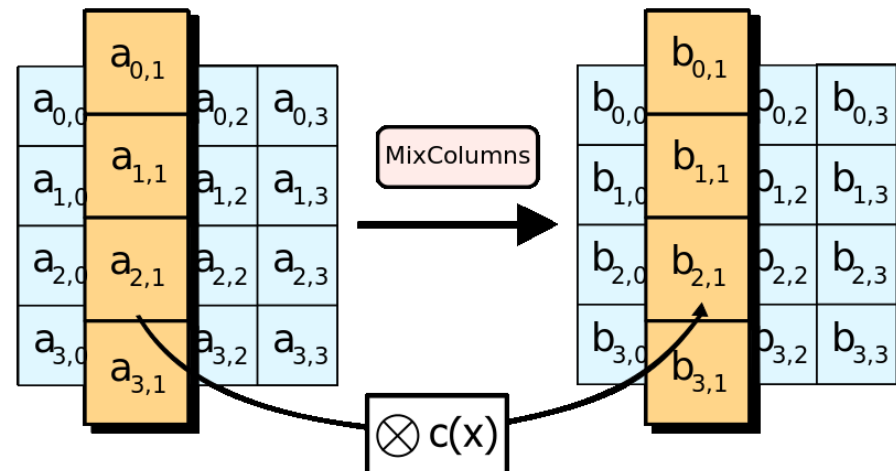 a0,1 b0,1
a0,0 a0,2 a0,3 b0,0 b0,2 b0,3
MixColumns
a1,0 a1,1 a1,2 a1,3 b1,0 b1,1 b1,2 b1,3
a2,0 a2,1 a2,2 a2,3 b2,0 b2,1 b2,2 b2,3
a3,0 a3,1 a3,2 a3,3 b3,0 b3,1 b3,2 b3,3
⊗ c(x)